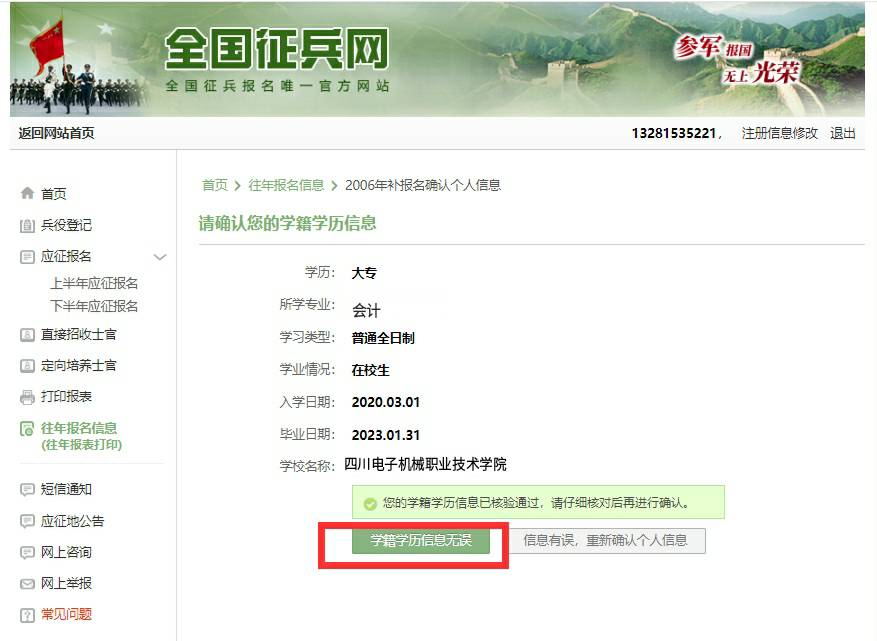 全国征兵网
全国征兵报名唯一官方网站
参军 报国
无上 光荣
返回网站首页
13281535221， 注册信息修改 退出
首页
兵役登记
应征报名
上半年应征报名
下半年应征报名
直接招收士官
定向培养士官
打印报表
往年报名信息
(往年报表打印)
短信通知
应征地公告
网上咨询
网上举报
常见问题
首页 > 往年报名信息 > 2006年补报名确认个人信息
请确认您的学籍学历信息
学历： 大专
所学专业： 会计
学习类型： 普通全日制
学业情况： 在校生
入学日期： 2020.03.01
毕业日期： 2023.01.31
学校名称： 四川电子机械职业技术学院
您的学籍学历信息已核验通过，请仔细核对后再进行确认。
学籍学历信息无误 信息有误，重新确认个人信息